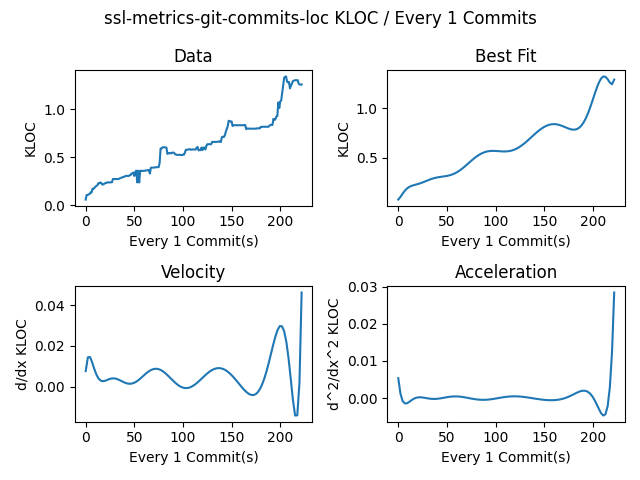 ssl-metrics-git-commits-loc KLOC / Every 1 Commits
Data
KLOC
1.0
0.5
0.0
0 50 100 150 200
Every 1 Commit(s)
Best Fit
KLOC
1.0
0.5
0 50 100 150 200
Every 1 Commit(s)
Velocity
d/dx KLOC
0.04
0.02
0.00
0 50 100 150 200
Every 1 Commit(s)
Acceleration
d^2/dx^2 KLOC
0.03
0.02
0.01
0.00
0 50 100 150 200
Every 1 Commit(s)